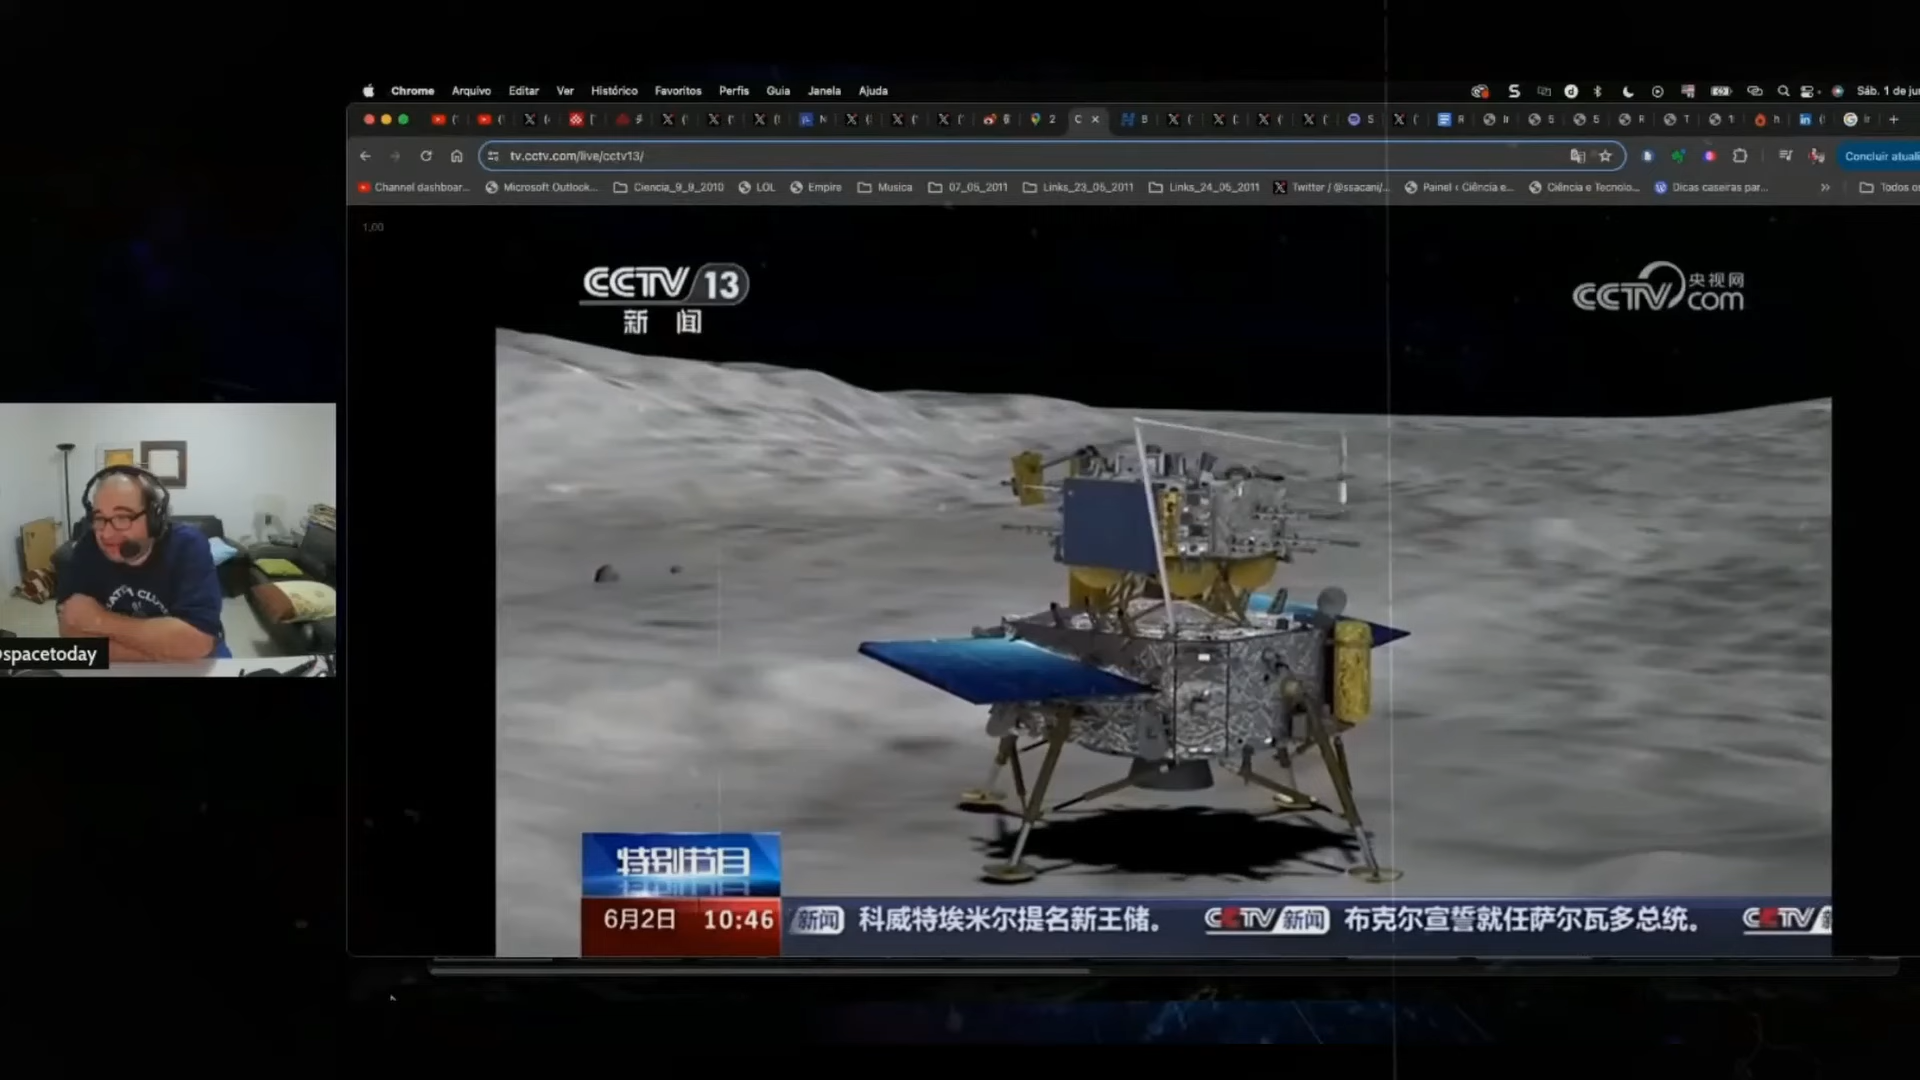 Chrome Arquivo Editar Ver Histórico Favoritos Perfis Guia Janela Ajuda
Sáb. 1 de ju
tv.cctv.com/live/cctv13/
Concluir atuali
Channel dashboar... Microsoft Outlook... Ciencia_9_9_2010 LOL Empire Musica 07_05_2011 Links_23_05_2011 Links_24_05_2011 Twitter / @ssacani/... Painel ‹ Ciência e... Ciência e Tecnolo... Dicas caseiras par... » Todos os
1,00
CCTV 13
新闻
CCTV 央视网
com
spacetoday
特别节目
6月2日 10:46
新闻 科威特埃米尔提名新王储。 CCTV 新闻 布克尔宣誓就任萨尔瓦多总统。 CCTV